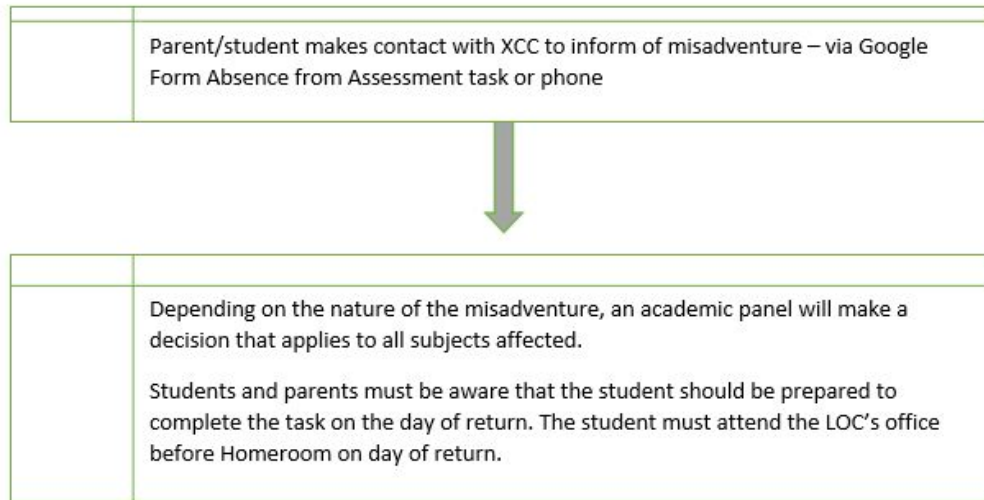 Parent/student makes contact with XCC to inform of misadventure – via Google
Form Absence from Assessment task or phone
Depending on the nature of the misadventure, an academic panel will make a
decision that applies to all subjects affected.
Students and parents must be aware that the student should be prepared to
complete the task on the day of return. The student must attend the LOC’s office
before Homeroom on day of return.